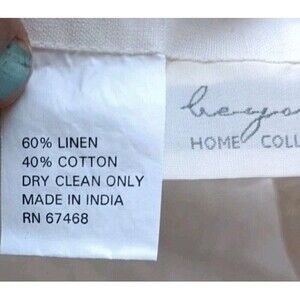 60% LINEN
40% COTTON
DRY CLEAN ONLY
MADE IN INDIA
RN 67468
HOME COLL